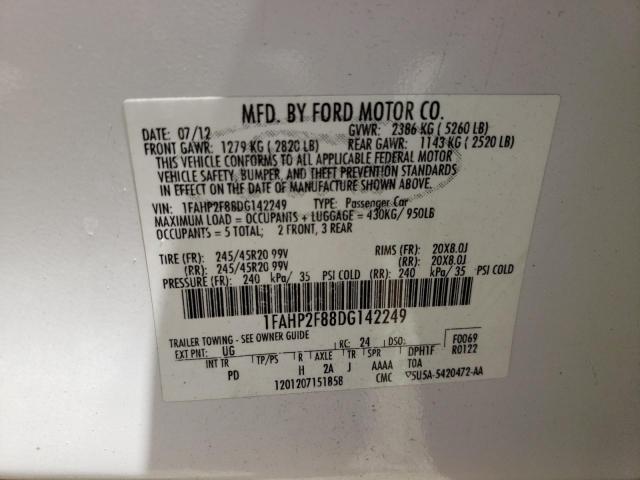 MFD. BY FORD MOTOR CO.
DATE: 07/12 GVWR: 2386 KG ( 5260 LB)
FRONT GAWR: 1279 KG ( 2820 LB) REAR GAWR: 1143 KG ( 2520 LB)
THIS VEHICLE CONFORMS TO ALL APPLICABLE FEDERAL MOTOR
VEHICLE SAFETY, BUMPER, AND THEFT PREVENTION STANDARDS
IN EFFECT ON THE DATE OF MANUFACTURE SHOWN ABOVE.
VIN: 1FAHP2F88DG142249 TYPE: Passenger Car
MAXIMUM LOAD = OCCUPANTS + LUGGAGE = 430KG/ 950LB
OCCUPANTS = 5 TOTAL; 2 FRONT, 3 REAR
TIRE (FR): 245/45R20 99V RIMS (FR): 20X8.0J
(RR): 245/45R20 99V (RR): 20X8.0J
PRESSURE (FR): 240 kPa/ 35 PSI COLD (RR): 240 kPa/ 35 PSI COLD
1FAHP2F88DG142249
TRAILER TOWING - SEE OWNER GUIDE F0069
EXT PNT: UG RC: 24 DSO: R0122
INT TR TP/PS R AXLE TR SPR DPHTF
PD H 2A J AAAA TOA
1201207151858 CMC ▽5U5A-5420472-AA